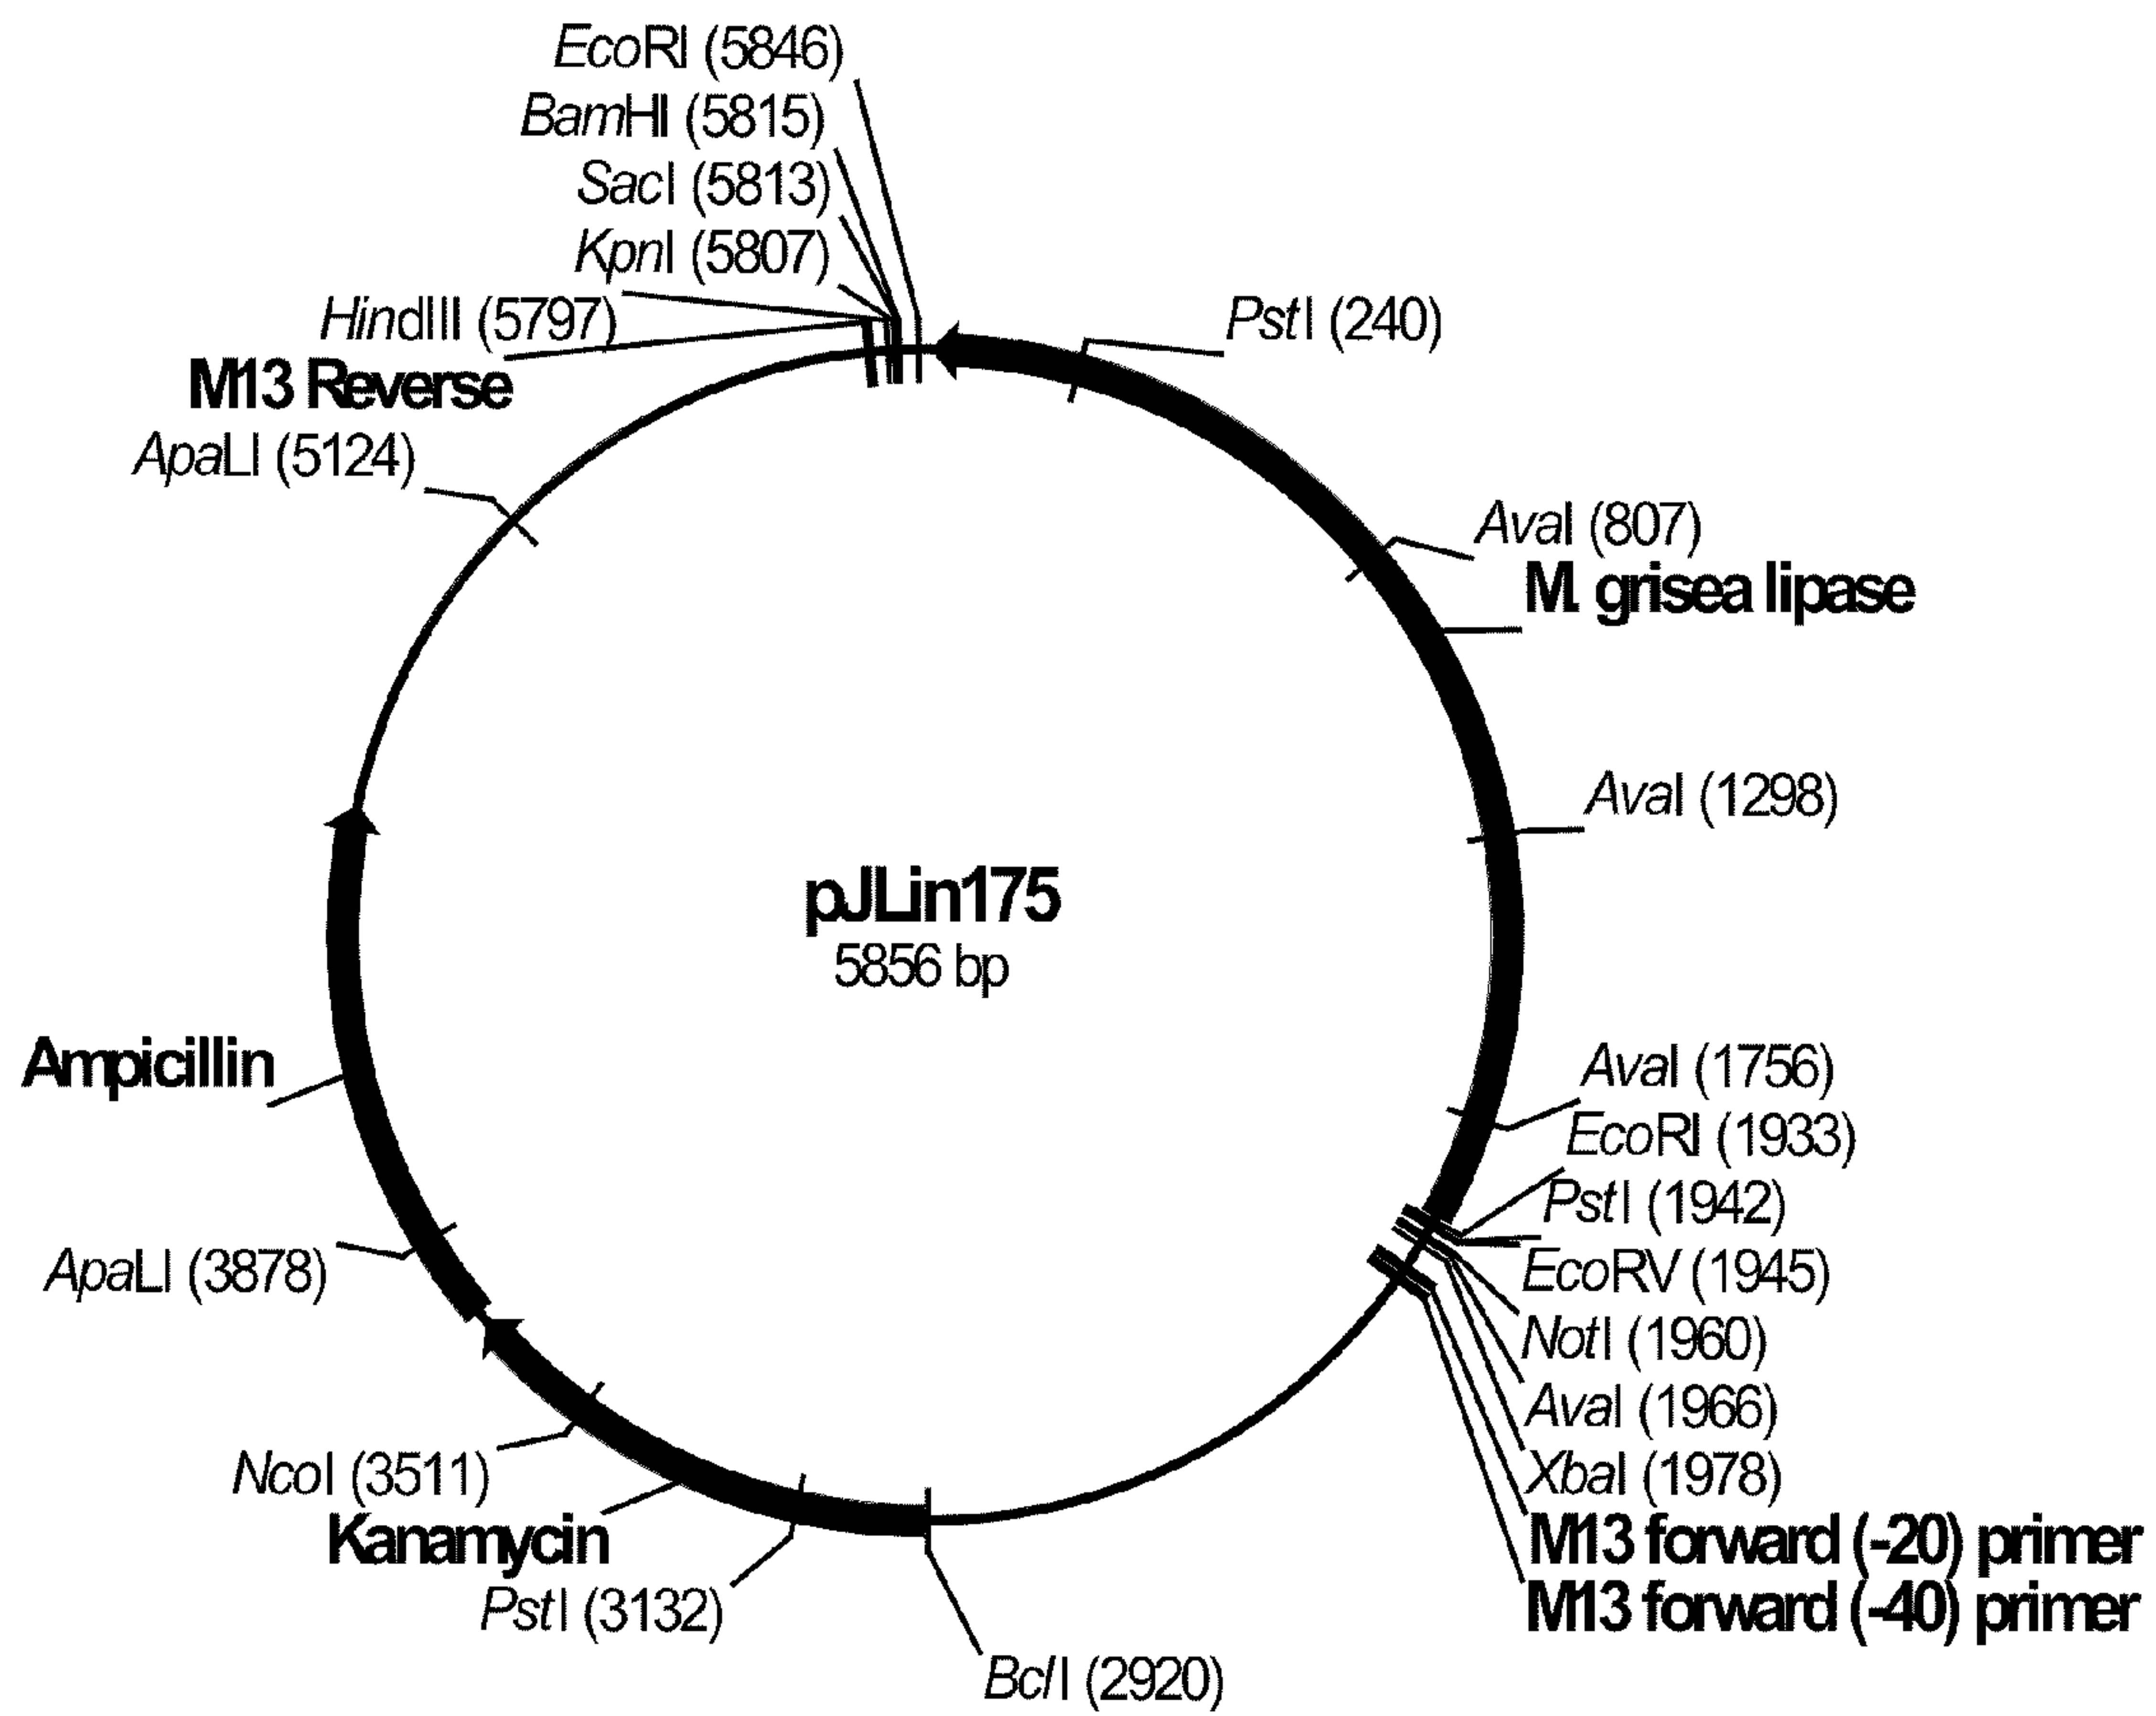 EcoRI (5846)
BamHI (5815)
SacI (5813)
KpnI (5807)
HindIII (5797)
M13 Reverse
ApaLI (5124)
PstI (240)
AvaI (807)
M. grisea lipase
AvaI (1298)
pJLin175
5856 bp
Ampicillin
AvaI (1756)
EcoRI (1933)
PstI (1942)
EcoRV (1945)
NotI (1960)
AvaI (1966)
XbaI (1978)
M13 forward (-20) primer
M13 forward (-40) primer
ApaLI (3878)
NcoI (3511)
Kanamycin
PstI (3132)
BclI (2920)